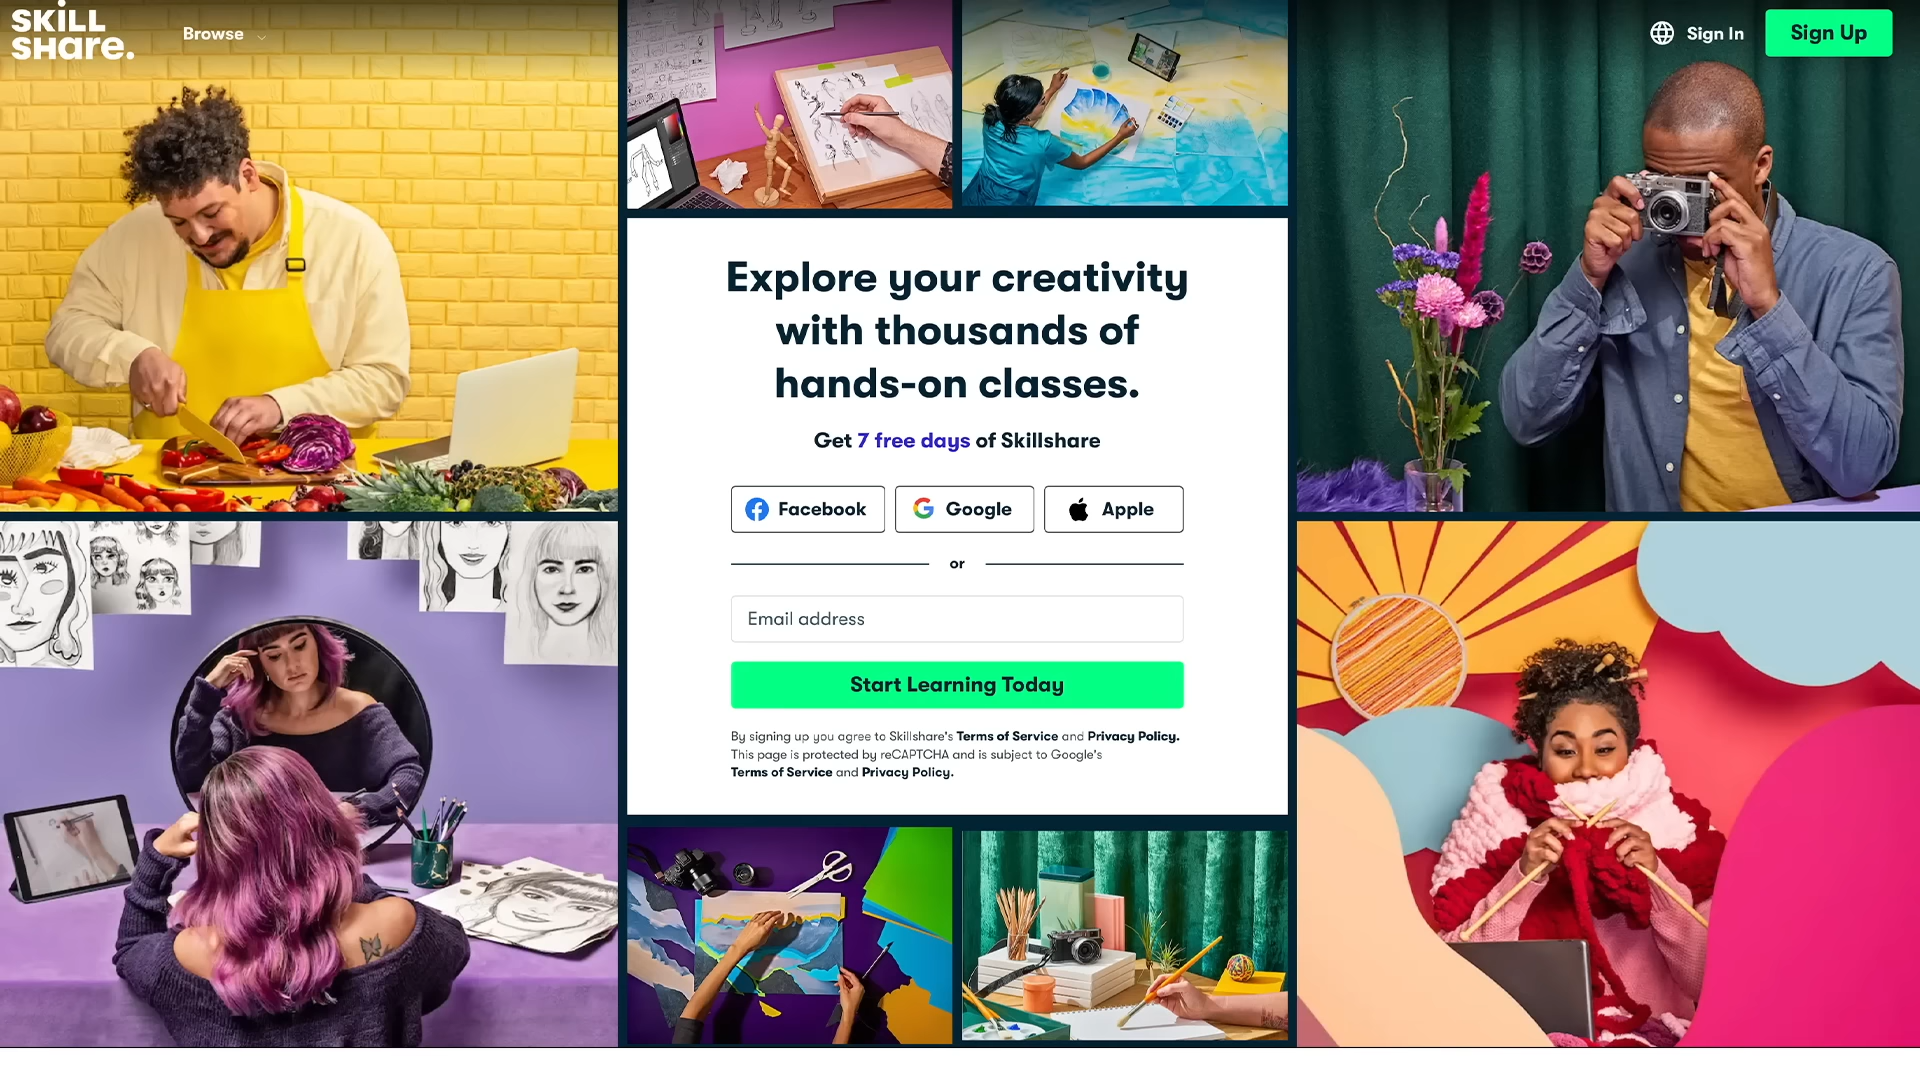 SKiLL
SHare.
Browse
Sign In
Sign Up
Explore your creativity
with thousands of
hands-on classes.
Get 7 free days of Skillshare
Facebook
Google
Apple
or
Email address
Start Learning Today
By signing up you agree to Skillshare's Terms of Service and Privacy Policy.
This page is protected by reCAPTCHA and is subject to Google's
Terms of Service and Privacy Policy.